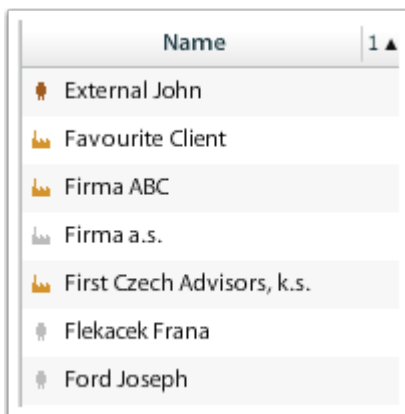 Name 1 ▲
External John
Favourite Client
Firma ABC
Firma a.s.
First Czech Advisors, k.s.
Flekacek Frana
Ford Joseph